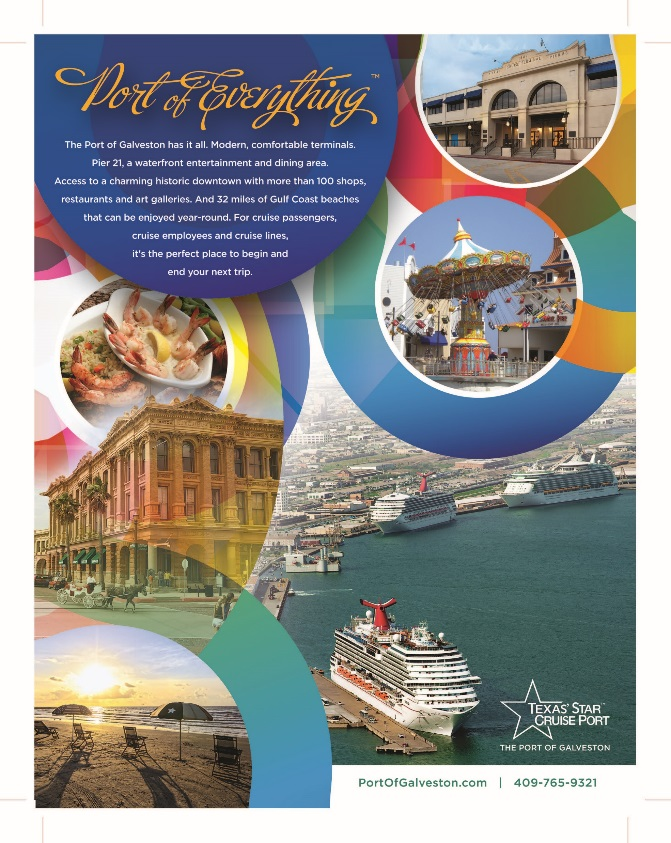 Port of Everything™
The Port of Galveston has it all. Modern, comfortable terminals.
Pier 21, a waterfront entertainment and dining area.
Access to a charming historic downtown with more than 100 shops,
restaurants and art galleries. And 32 miles of Gulf Coast beaches
that can be enjoyed year-round. For cruise passengers,
cruise employees and cruise lines,
it's the perfect place to begin and
end your next trip.
TEXAS' STAR™
CRUISE PORT
THE PORT OF GALVESTON
PortOfGalveston.com | 409-765-9321